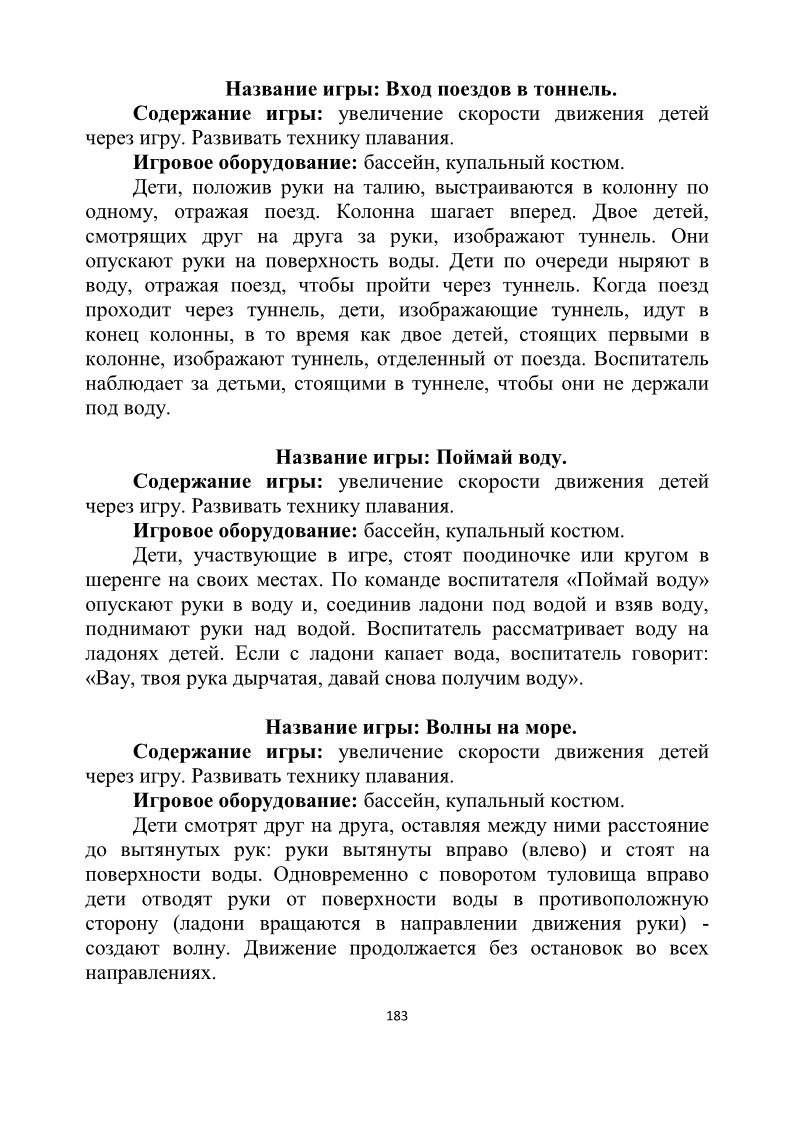 Название игры: Вход поездов в тоннель.
Содержание игры: увеличение скорости движения детей
через игру. Развивать технику плавания.
Игровое оборудование: бассейн, купальный костюм.
Дети, положив руки на талию, выстраиваются в колонну по
одному, отражая поезд. Колонна шагает вперед. Двое детей,
смотрящих друг на друга за руки, изображают туннель. Они
опускают руки на поверхность воды. Дети по очереди ныряют в
воду, отражая поезд, чтобы пройти через туннель. Когда поезд
проходит через туннель, дети, изображающие туннель, идут в
конец колонны, в то время как двое детей, стоящих первыми в
колонне, изображают туннель, отделенный от поезда. Воспитатель
наблюдает за детьми, стоящими в туннеле, чтобы они не держали
под воду.
Название игры: Поймай воду.
Содержание игры: увеличение скорости движения детей
через игру. Развивать технику плавания.
Игровое оборудование: бассейн, купальный костюм.
Дети, участвующие в игре, стоят поодиночке или кругом в
шеренге на своих местах. По команде воспитателя «Поймай воду»
опускают руки в воду и, соединив ладони под водой и взяв воду,
поднимают руки над водой. Воспитатель рассматривает воду на
ладонях детей. Если с ладони капает вода, воспитатель говорит:
«Вау, твоя рука дырчатая, давай снова получим воду».
Название игры: Волны на море.
Содержание игры: увеличение скорости движения детей
через игру. Развивать технику плавания.
Игровое оборудование: бассейн, купальный костюм.
Дети смотрят друг на друга, оставляя между ними расстояние
до вытянутых рук: руки вытянуты вправо (влево) и стоят на
поверхности воды. Одновременно с поворотом туловища вправо
дети отводят руки от поверхности воды в противоположную
сторону (ладони вращаются в направлении движения руки) -
создают волну. Движение продолжается без остановок во всех
направлениях.
183